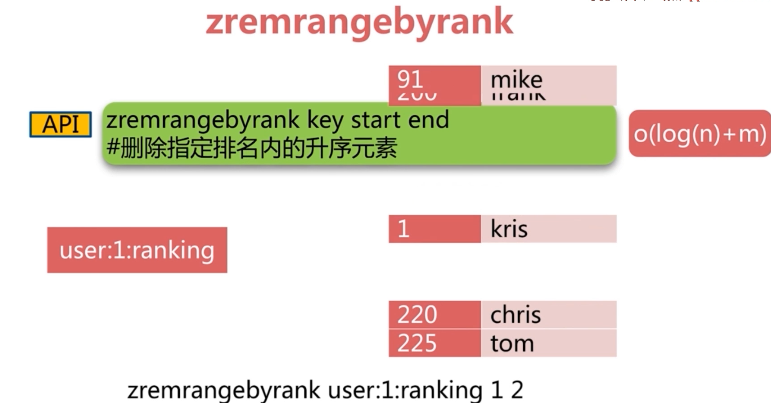 zremrangebyrank
91 mike
API
zremrangebyrank key start end
#删除指定排名内的升序元素
o(log(n)+m)
1 kris
user:1:ranking
220 chris
225 tom
zremrangebyrank user:1:ranking 1 2